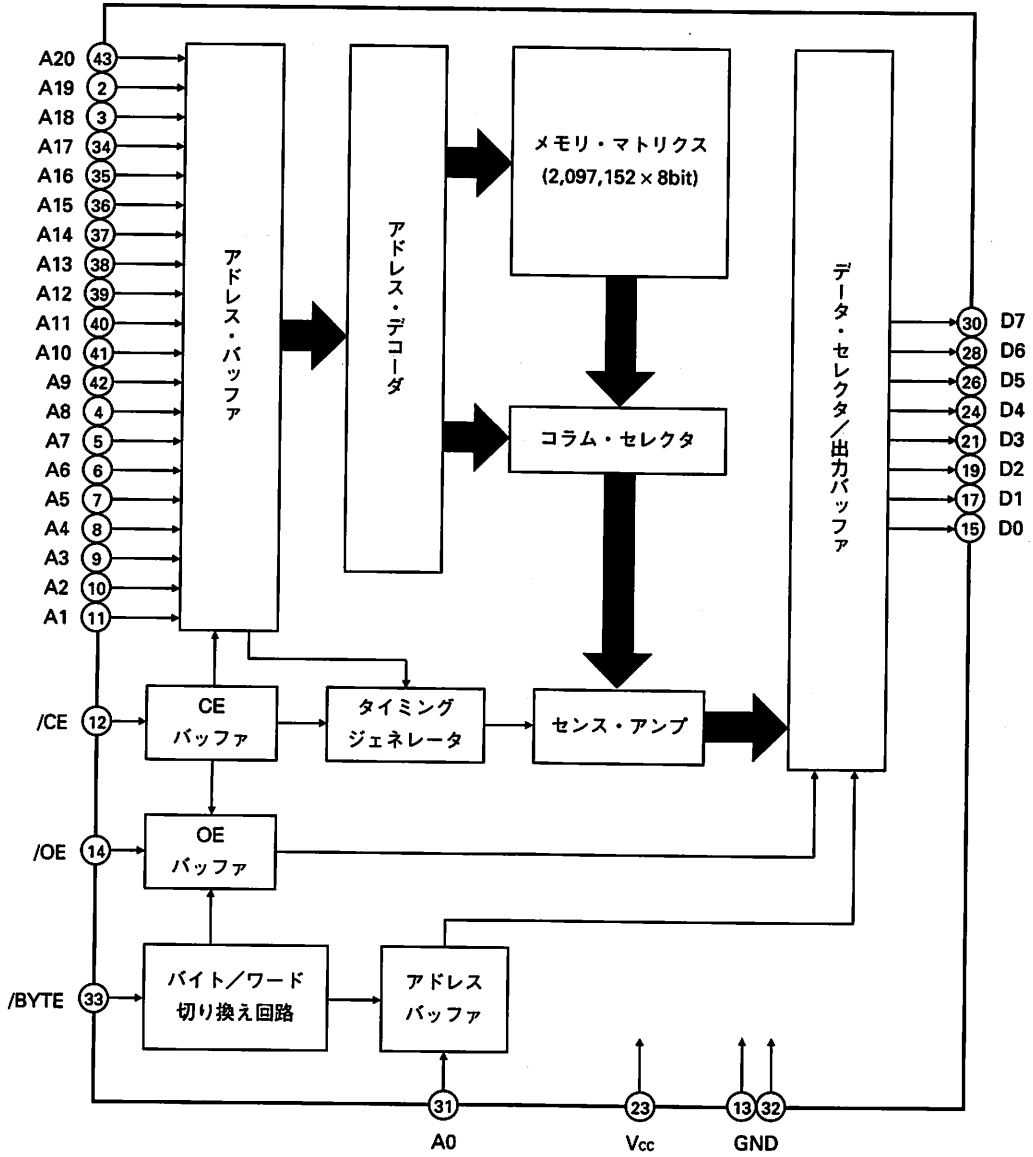 A20 43
A19 2
A18 3
A17 34
A16 35
A15 36
A14 37
A13 38
A12 39
A11 40
A10 41
A9 42
A8 4
A7 5
A6 6
A5 7
A4 8
A3 9
A2 10
A1 11
アドレス・バッファ
アドレス・デコーダ
メモリ・マトリクス
(2,097,152 × 8bit)
コラム・セレクタ
データ・セレクタ/出力バッファ
30 D7
28 D6
26 D5
24 D4
21 D3
19 D2
17 D1
15 D0
/CE 12
CE
バッファ
タイミング
ジェネレータ
センス・アンプ
/OE 14
OE
バッファ
/BYTE 33
バイト/ワード
切り換え回路
アドレス
バッファ
31
A0
23
Vcc
13 32
GND